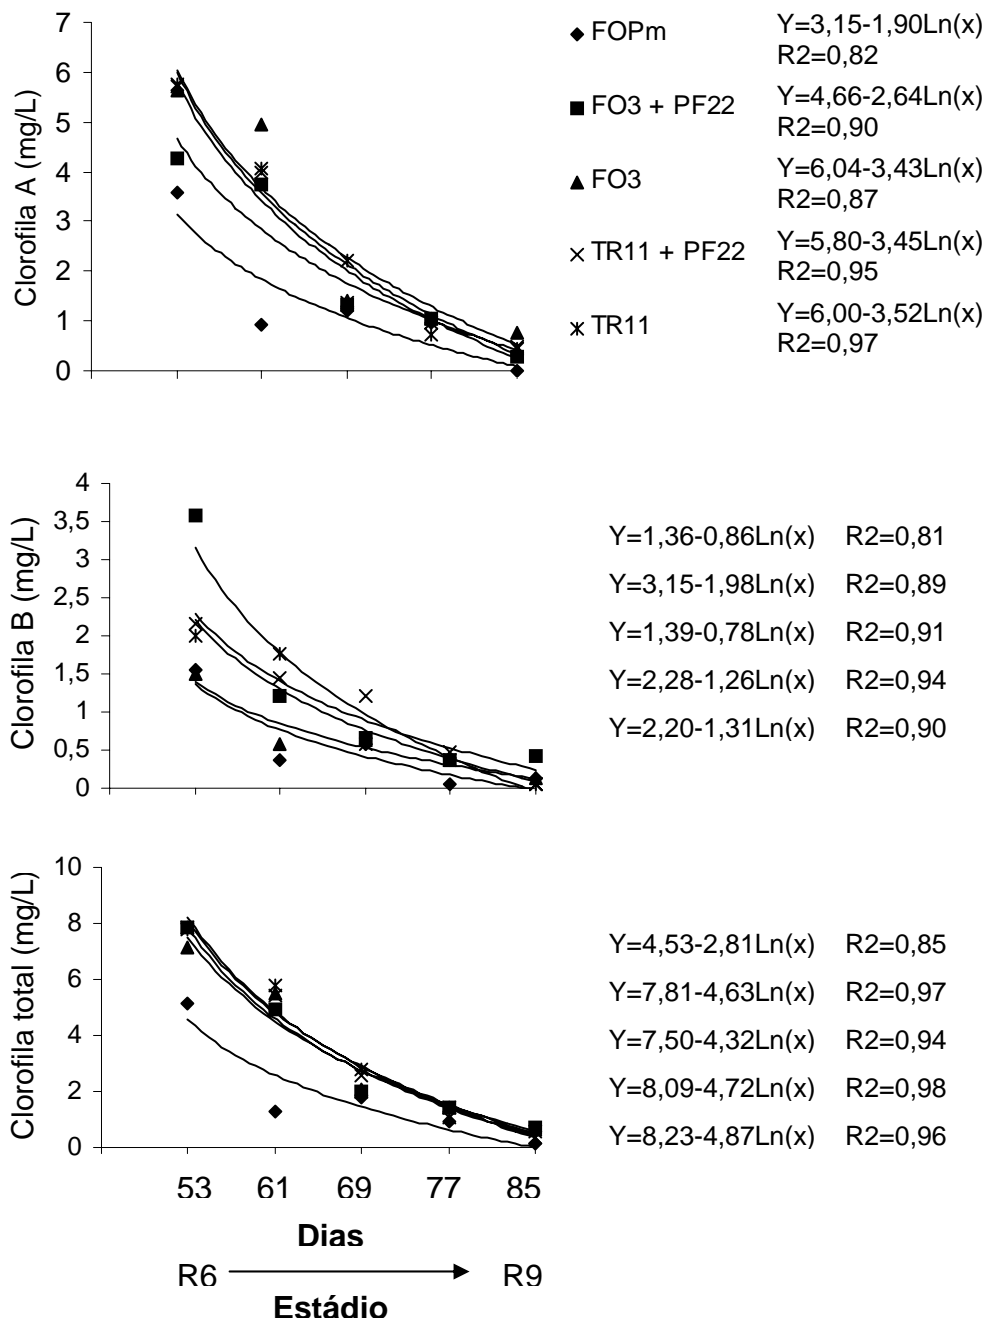 Clorofila A (mg/L)
7
6
5
4
3
2
1
0
FOPm Y=3,15-1,90Ln(x)
R2=0,82
FO3 + PF22 Y=4,66-2,64Ln(x)
R2=0,90
FO3 Y=6,04-3,43Ln(x)
R2=0,87
TR11 + PF22 Y=5,80-3,45Ln(x)
R2=0,95
TR11 Y=6,00-3,52Ln(x)
R2=0,97
Clorofila B (mg/L)
4
3,5
3
2,5
2
1,5
1
0,5
0
Y=1,36-0,86Ln(x) R2=0,81
Y=3,15-1,98Ln(x) R2=0,89
Y=1,39-0,78Ln(x) R2=0,91
Y=2,28-1,26Ln(x) R2=0,94
Y=2,20-1,31Ln(x) R2=0,90
Clorofila total (mg/L)
10
8
6
4
2
0
Y=4,53-2,81Ln(x) R2=0,85
Y=7,81-4,63Ln(x) R2=0,97
Y=7,50-4,32Ln(x) R2=0,94
Y=8,09-4,72Ln(x) R2=0,98
Y=8,23-4,87Ln(x) R2=0,96
53 61 69 77 85
Dias
R6 R9
Estádio